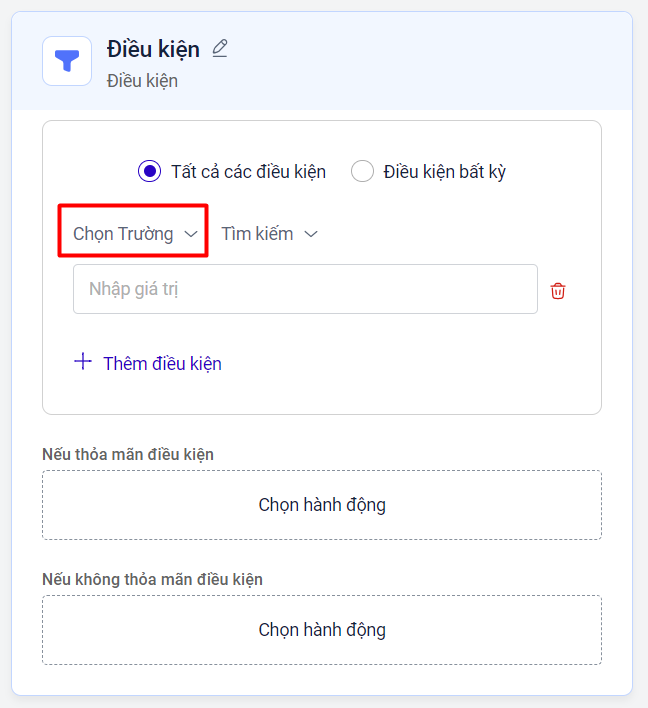 Điều kiện
Điều kiện
Tất cả các điều kiện Điều kiện bất kỳ
Chọn Trường Tìm kiếm
Nhập giá trị
Thêm điều kiện
Nếu thỏa mãn điều kiện
Chọn hành động
Nếu không thỏa mãn điều kiện
Chọn hành động